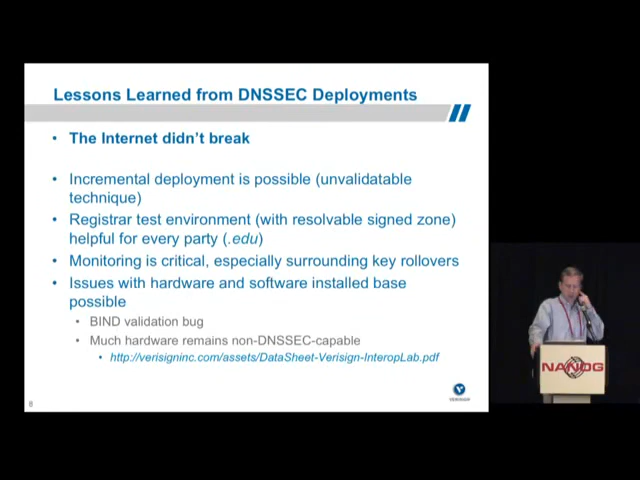 Lessons Learned from DNSSEC Deployments
• The Internet didn't break
• Incremental deployment is possible (unvalidatable
technique)
• Registrar test environment (with resolvable signed zone)
helpful for every party (.edu)
• Monitoring is critical, especially surrounding key rollovers
• Issues with hardware and software installed base
possible
• BIND validation bug
• Much hardware remains non-DNSSEC-capable
• http://verisigninc.com/assets/DataSheet-Verisign-InteropLab.pdf
8
VERISIGN
NANOG